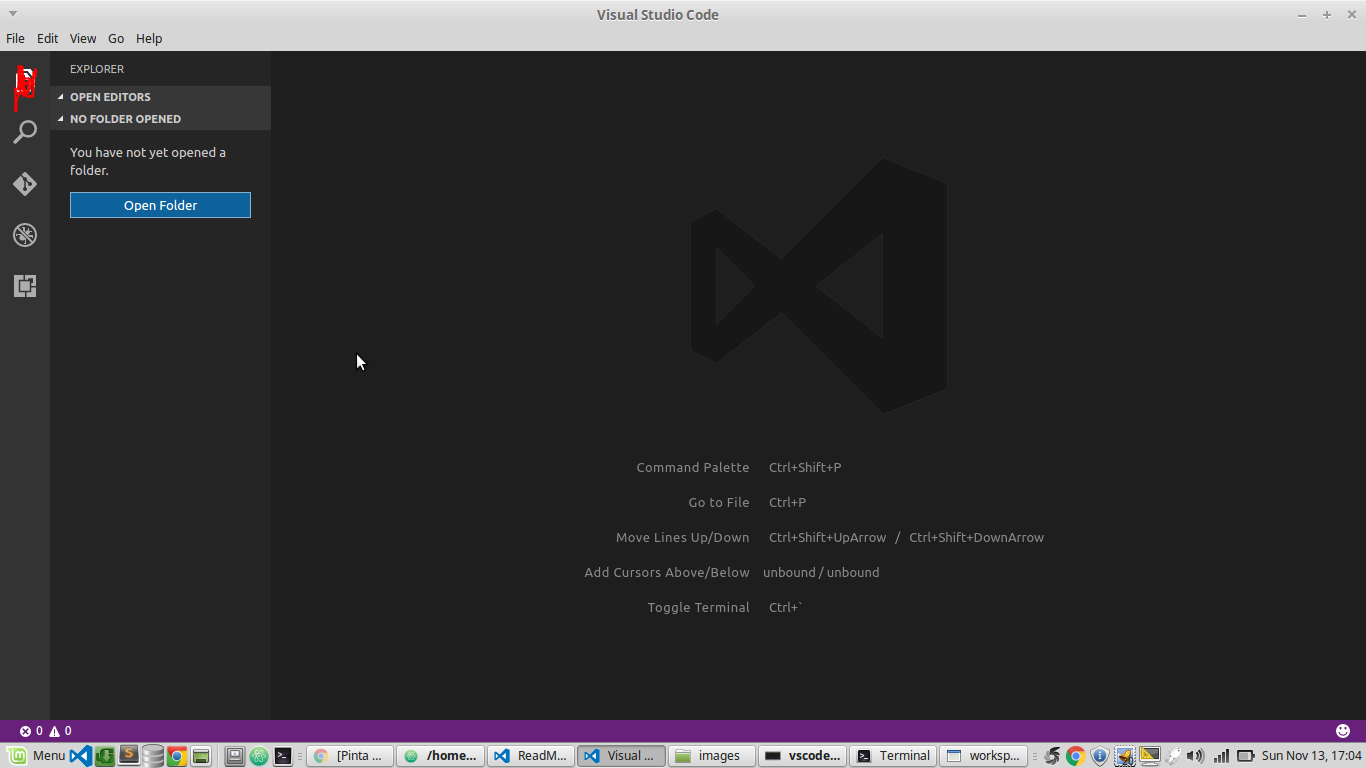 Visual Studio Code
File Edit View Go Help
EXPLORER
OPEN EDITORS
NO FOLDER OPENED
You have not yet opened a
folder.
Open Folder
Command Palette Ctrl+Shift+P
Go to File Ctrl+P
Move Lines Up/Down Ctrl+Shift+UpArrow / Ctrl+Shift+DownArrow
Add Cursors Above/Below unbound / unbound
Toggle Terminal Ctrl+`
0 0
Menu [Pinta ... /home... ReadM... Visual ... images vscode... Terminal worksp... Sun Nov 13, 17:04